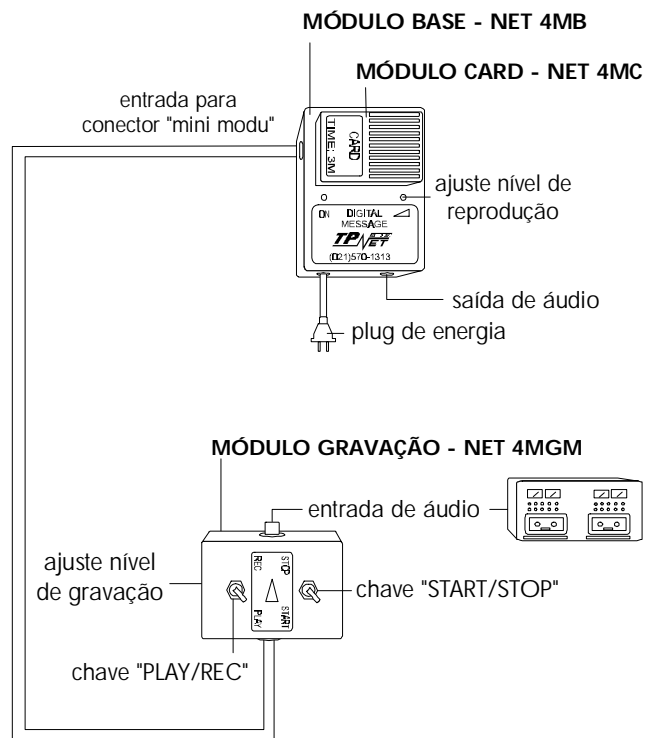 MÓDULO BASE - NET 4MB
MÓDULO CARD - NET 4MC
entrada para
conector "mini modu"
CARD
TIME: 3M
ajuste nível de
reprodução
ON DIGITAL
MESSAGE
TPNET
(021)570-1313
saída de áudio
plug de energia
MÓDULO GRAVAÇÃO - NET 4MGM
entrada de áudio
ajuste nível
de gravação
REC STOP
PLAY START
chave "START/STOP"
chave "PLAY/REC"